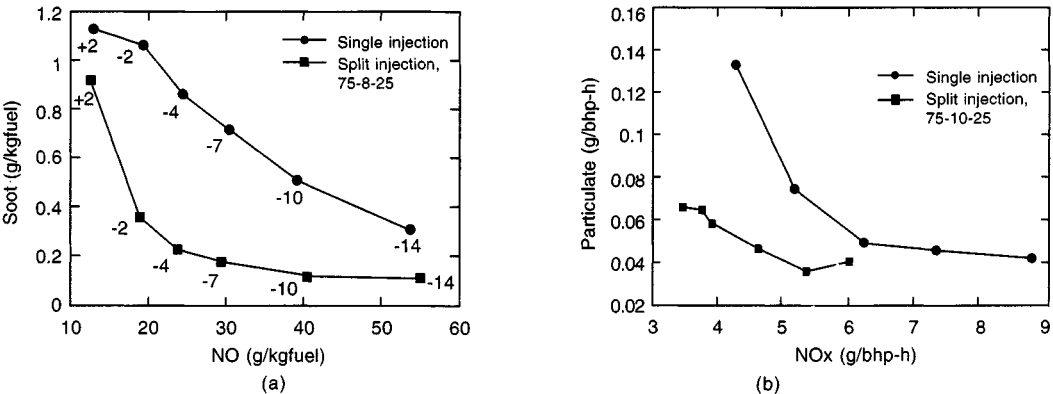 1.2
1
0.8
0.6
0.4
0.2
0
Soot (g/kgfuel)
Single injection
Split injection,
75-8-25
+2
-2
-4
-7
-10
-14
+2
-2
-4
-7
-10
-14
10 20 30 40 50 60
NO (g/kgfuel)
(a)
0.16
0.14
0.12
0.1
0.08
0.06
0.04
0.02
Particulate (g/bhp-h)
Single injection
Split injection,
75-10-25
3 4 5 6 7 8 9
NOx (g/bhp-h)
(b)